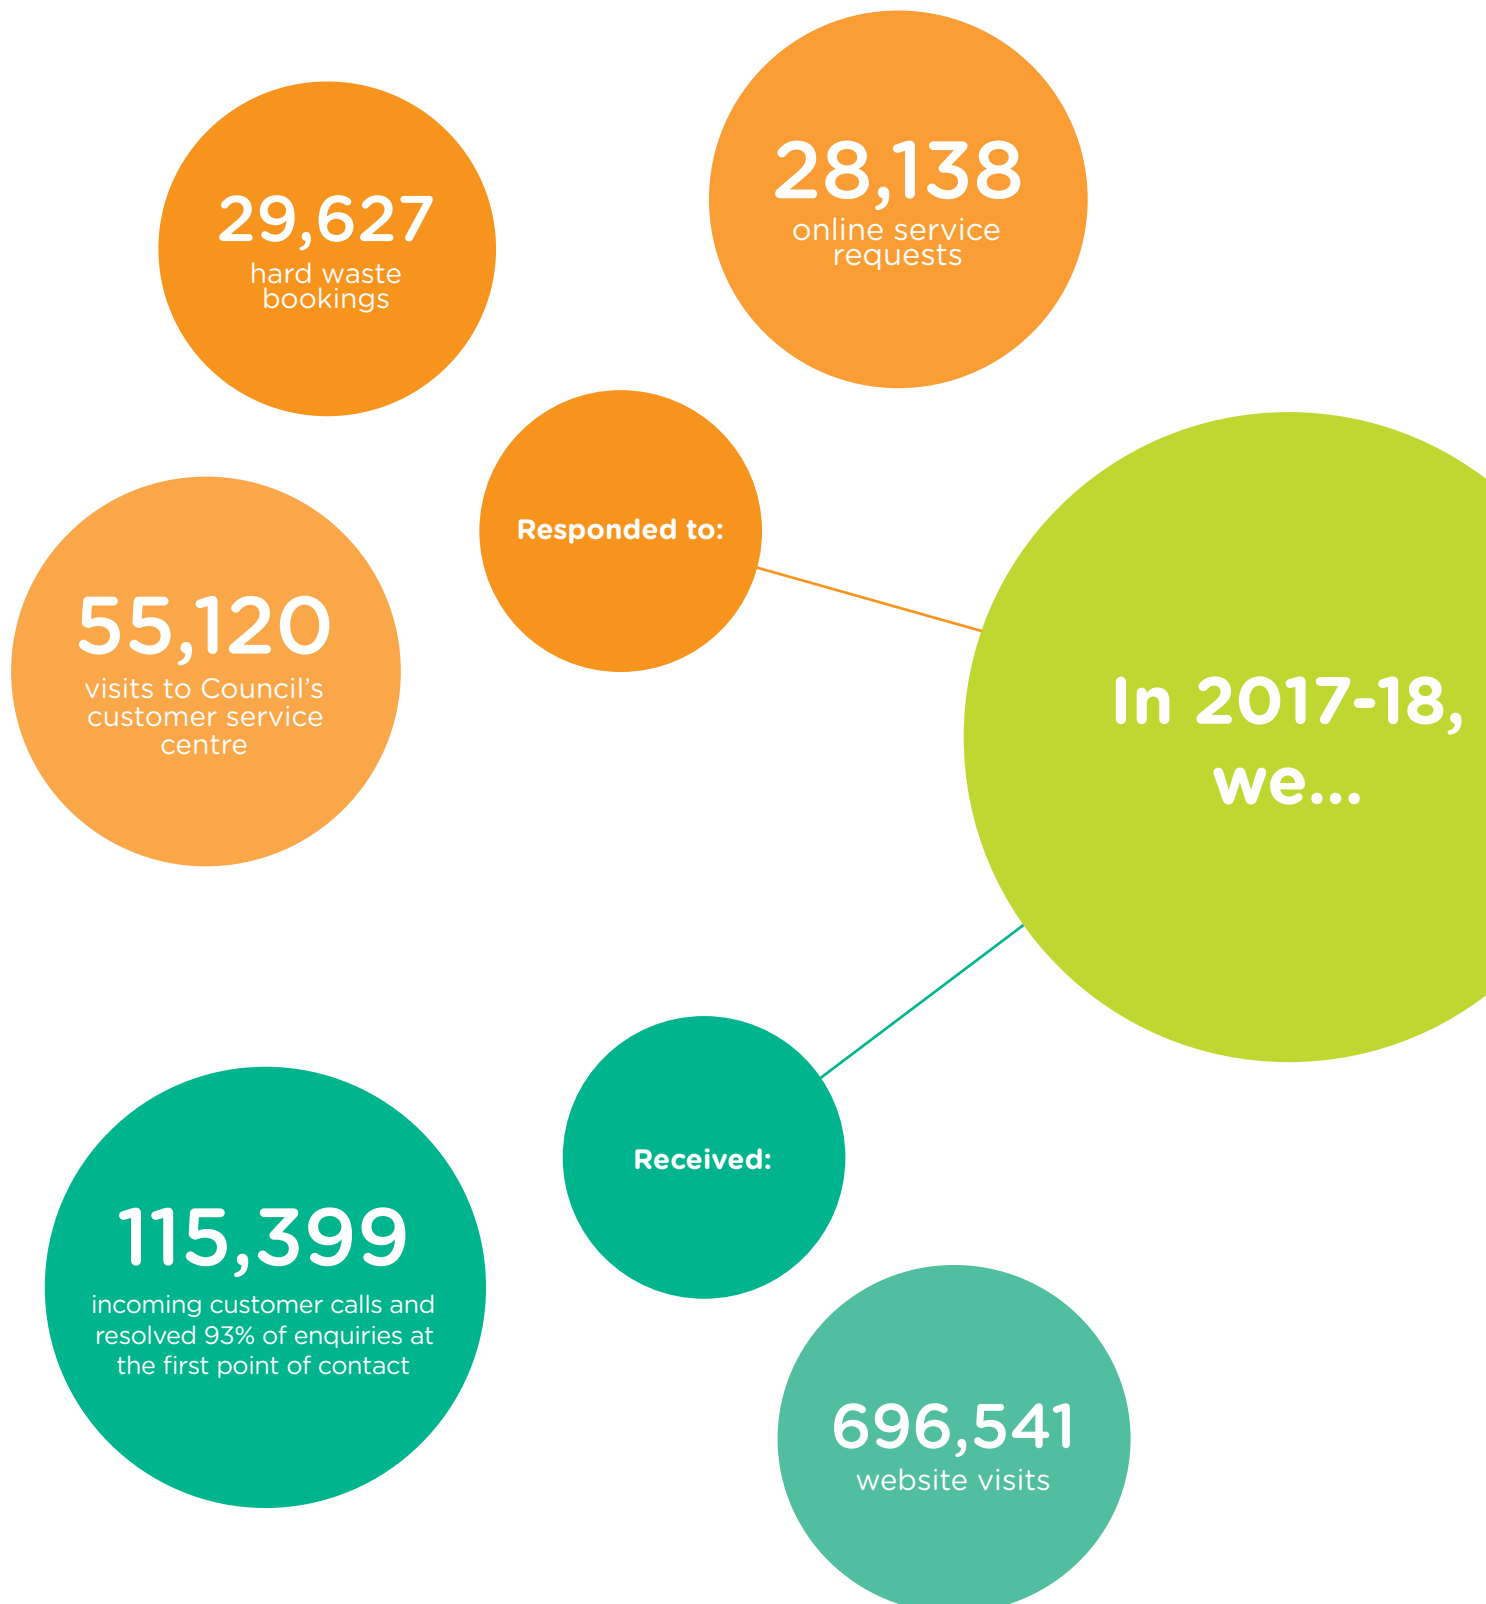 28,138
online service
requests
29,627
hard waste
bookings
Responded to:
55,120
visits to Council’s
customer service
centre
In 2017-18,
we...
Received:
115,399
incoming customer calls and
resolved 93% of enquiries at
the first point of contact
696,541
website visits